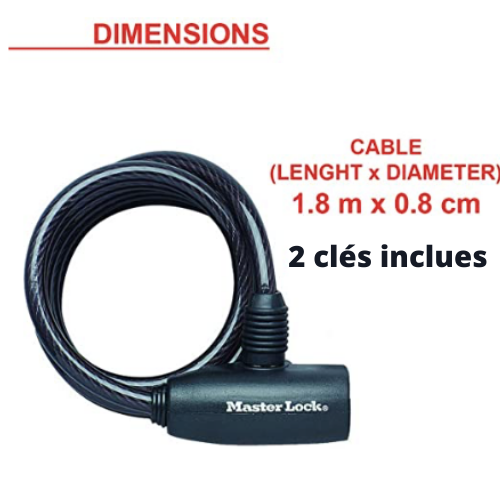 DIMENSIONS
CABLE
(LENGHT x DIAMETER)
1.8 m x 0.8 cm
2 clés inclues
Master Lock®